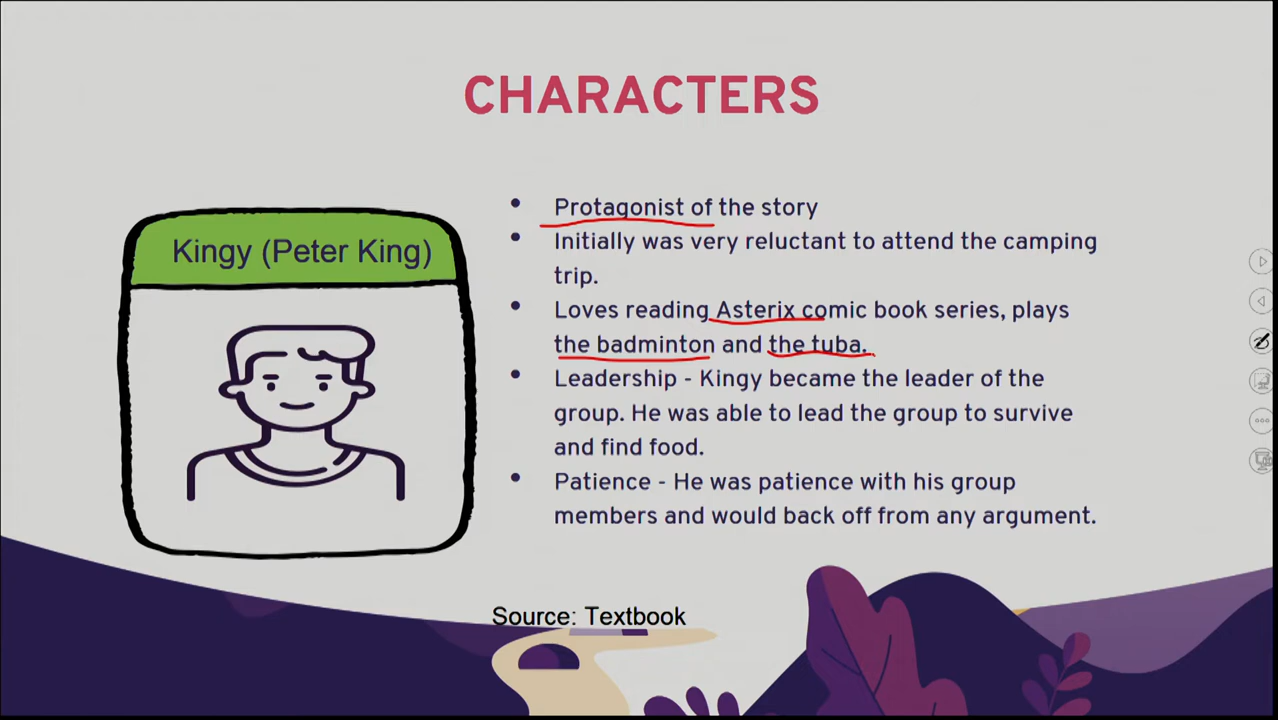 CHARACTERS
Kingy (Peter King)
• Protagonist of the story
• Initially was very reluctant to attend the camping
trip.
• Loves reading Asterix comic book series, plays
the badminton and the tuba.
• Leadership - Kingy became the leader of the
group. He was able to lead the group to survive
and find food.
• Patience - He was patience with his group
members and would back off from any argument.
Source: Textbook